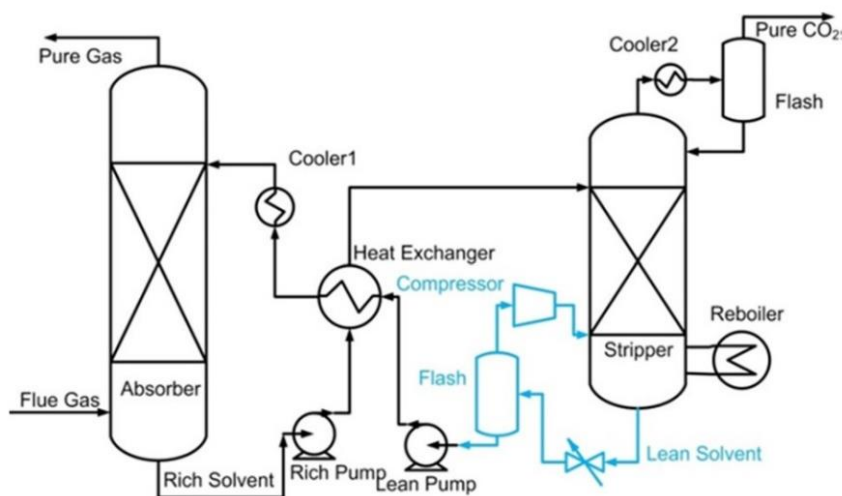 Pure Gas
Pure CO2s
Cooler2
Flash
Cooler1
Heat Exchanger
Compressor
Reboiler
Stripper
Flash
Absorber
Flue Gas
Lean Solvent
Rich Pump
Rich Solvent
Lean Pump